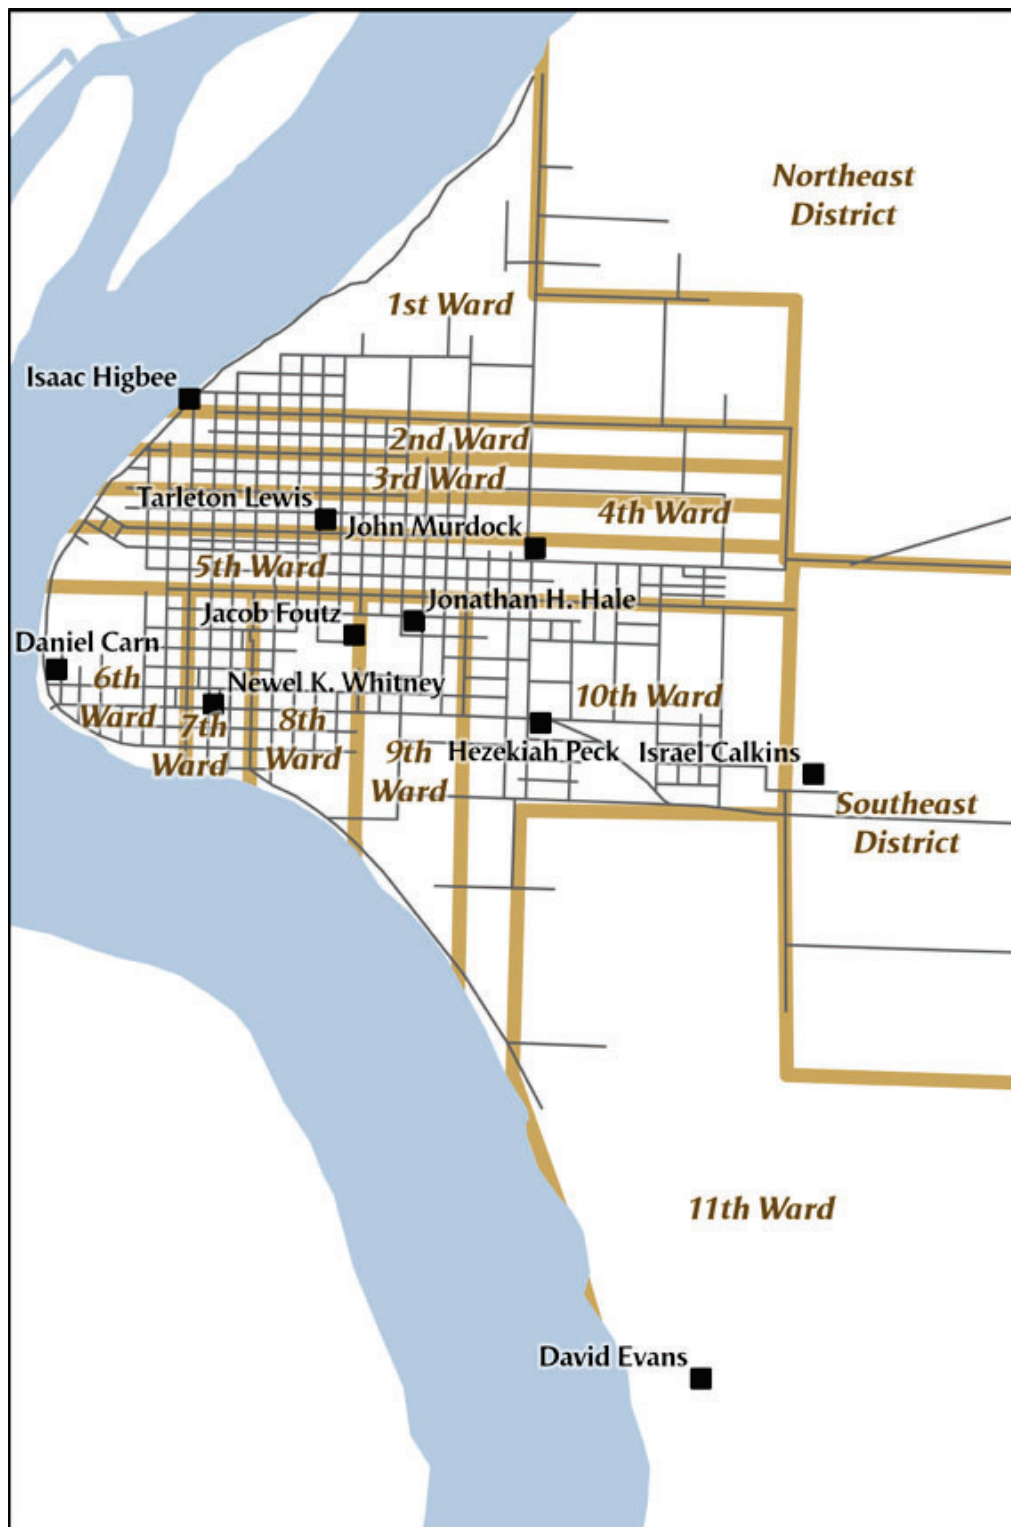 Northeast
District
1st Ward
Isaac Higbee
2nd Ward
3rd Ward
Tarleton Lewis
4th Ward
John Murdock
5th Ward
Jonathan H. Hale
Jacob Foutz
Daniel Carn
6th
Ward
Newel K. Whitney
7th
Ward
8th
Ward
9th
Ward
10th Ward
Hezekiah Peck
Israel Calkins
Southeast
District
11th Ward
David Evans